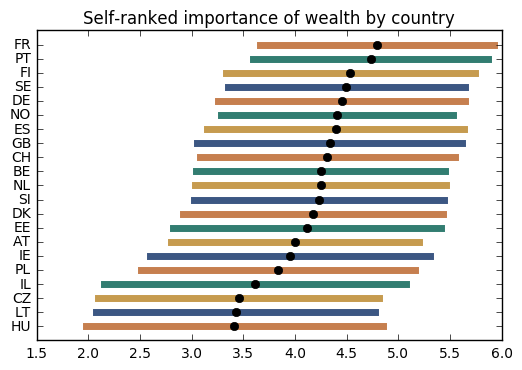 Self-ranked importance of wealth by country
FR
PT
FI
SE
DE
NO
ES
GB
CH
BE
NL
SI
DK
EE
AT
IE
PL
IL
CZ
LT
HU
1.5 2.0 2.5 3.0 3.5 4.0 4.5 5.0 5.5 6.0